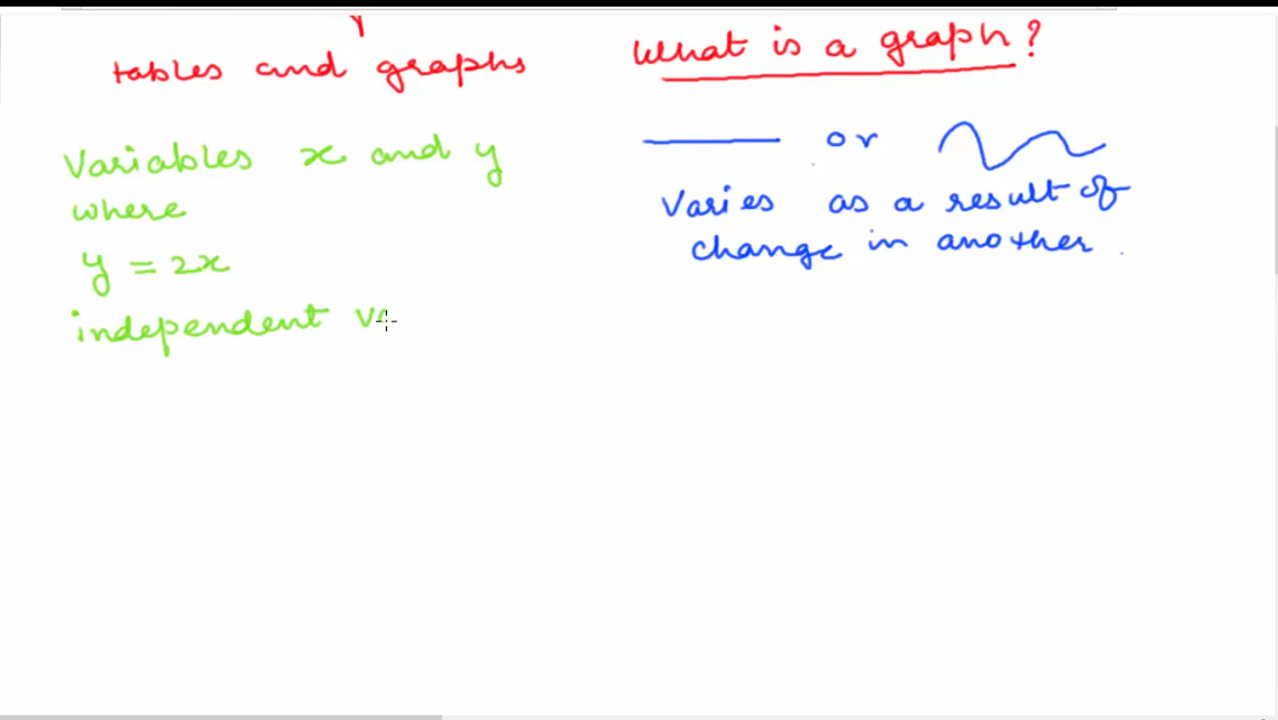 tables and graphs
Variables x and y
where
y = 2x
independent va
What is a graph?
or
Varies as a result of
change in another.